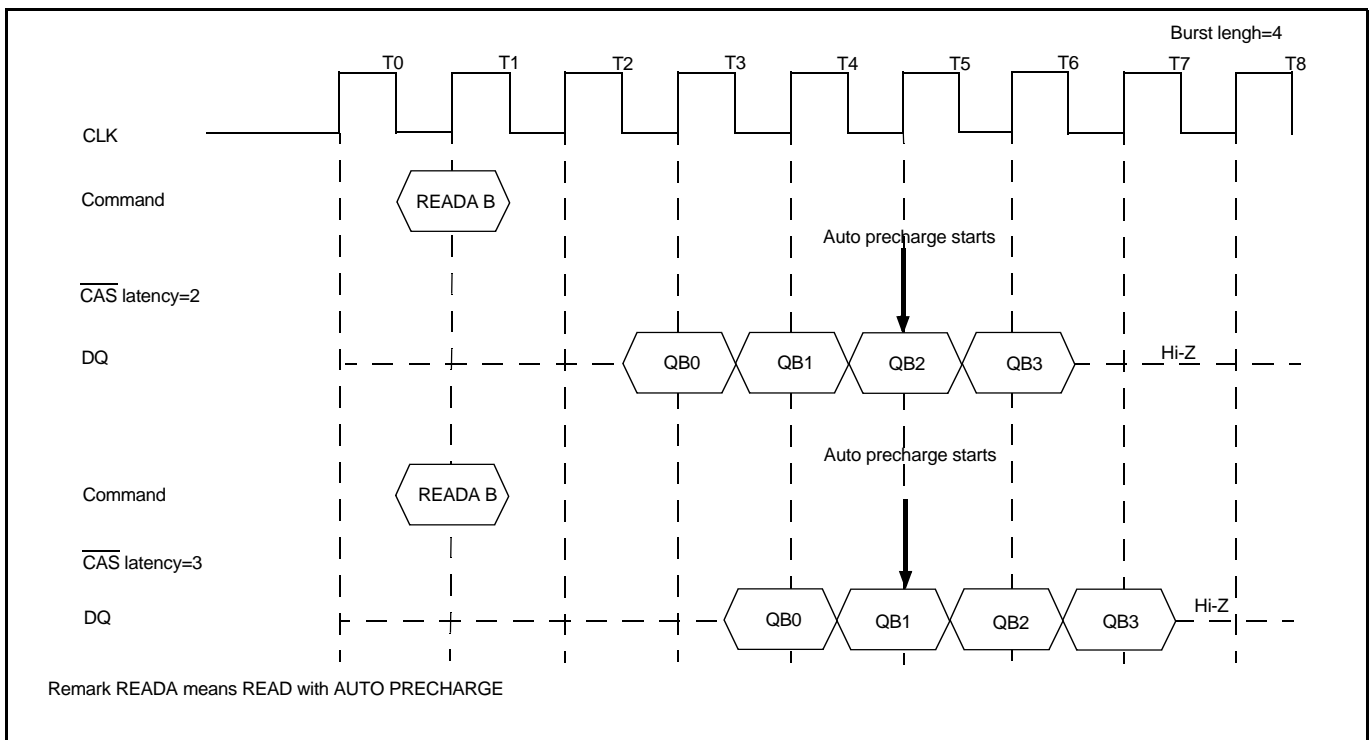 Burst lengh=4
T0 T1 T2 T3 T4 T5 T6 T7 T8
CLK
Command READA B
Auto precharge starts
CAS latency=2
DQ QB0 QB1 QB2 QB3 Hi-Z
Auto precharge starts
Command READA B
CAS latency=3
DQ QB0 QB1 QB2 QB3 Hi-Z
Remark READA means READ with AUTO PRECHARGE